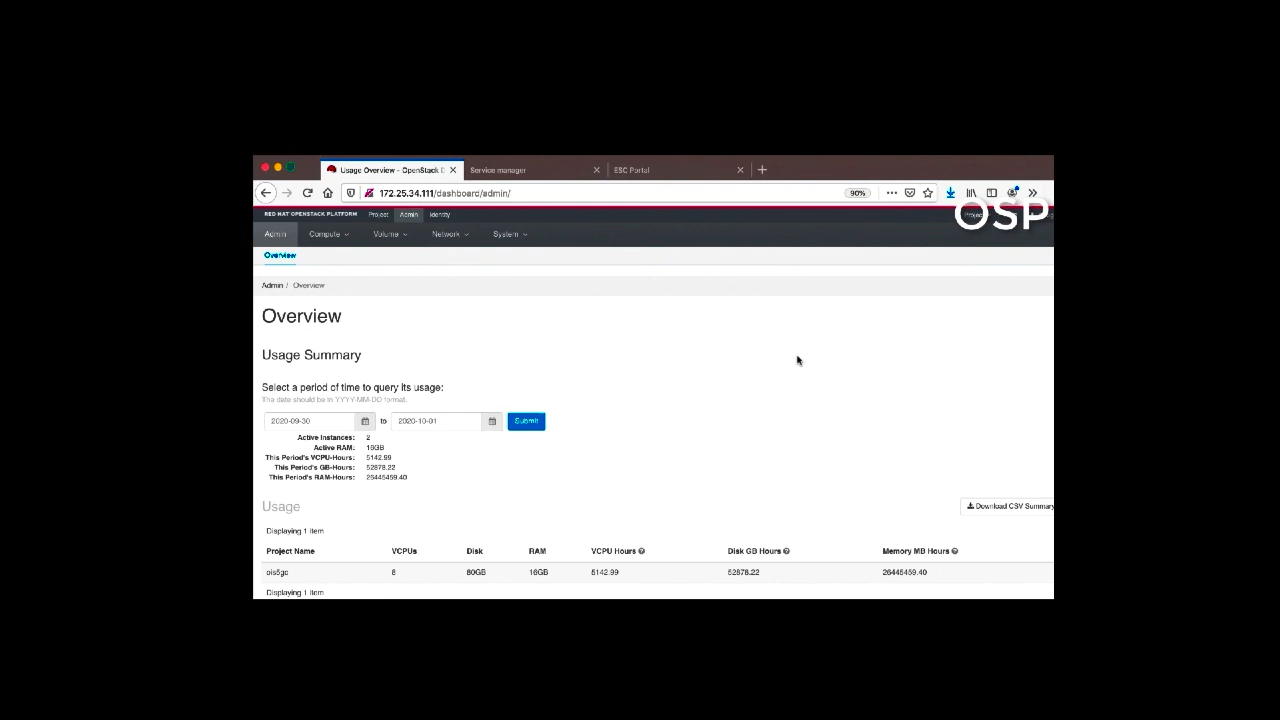 Usage Overview - OpenStack D
Service manager
ESC Portal
172.25.34.111/dashboard/admin/
90%
RED HAT OPENSTACK PLATFORM Project Admin Identity
OSP
Admin Compute Volume Network System
Overview
Admin / Overview
Overview
Usage Summary
Select a period of time to query its usage:
The date should be in YYYY-MM-DD format.
2020-09-30 to 2020-10-01 Submit
Active Instances: 2
Active RAM: 16GB
This Period's VCPU-Hours: 5142.99
This Period's GB-Hours: 52878.22
This Period's RAM-Hours: 26445459.40
Usage
Download CSV Summary
Displaying 1 item
Project Name VCPUs Disk RAM VCPU Hours Disk GB Hours Memory MB Hours
ois5gc 8 80GB 16GB 5142.99 52878.22 26445459.40
Displaying 1 item